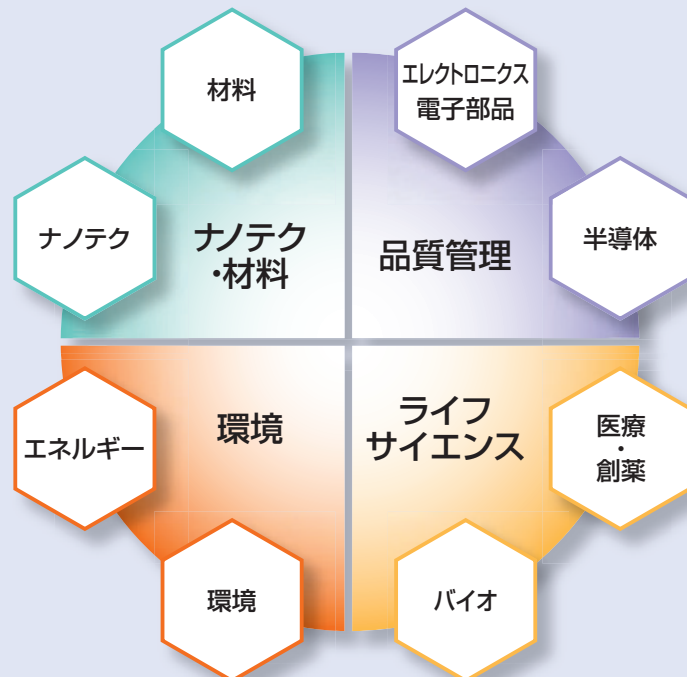 材料
エレクトロニクス
電子部品
ナノテク
ナノテク
・材料
品質管理
半導体
エネルギー
環境
ライフ
サイエンス
医療
・
創薬
環境
バイオ